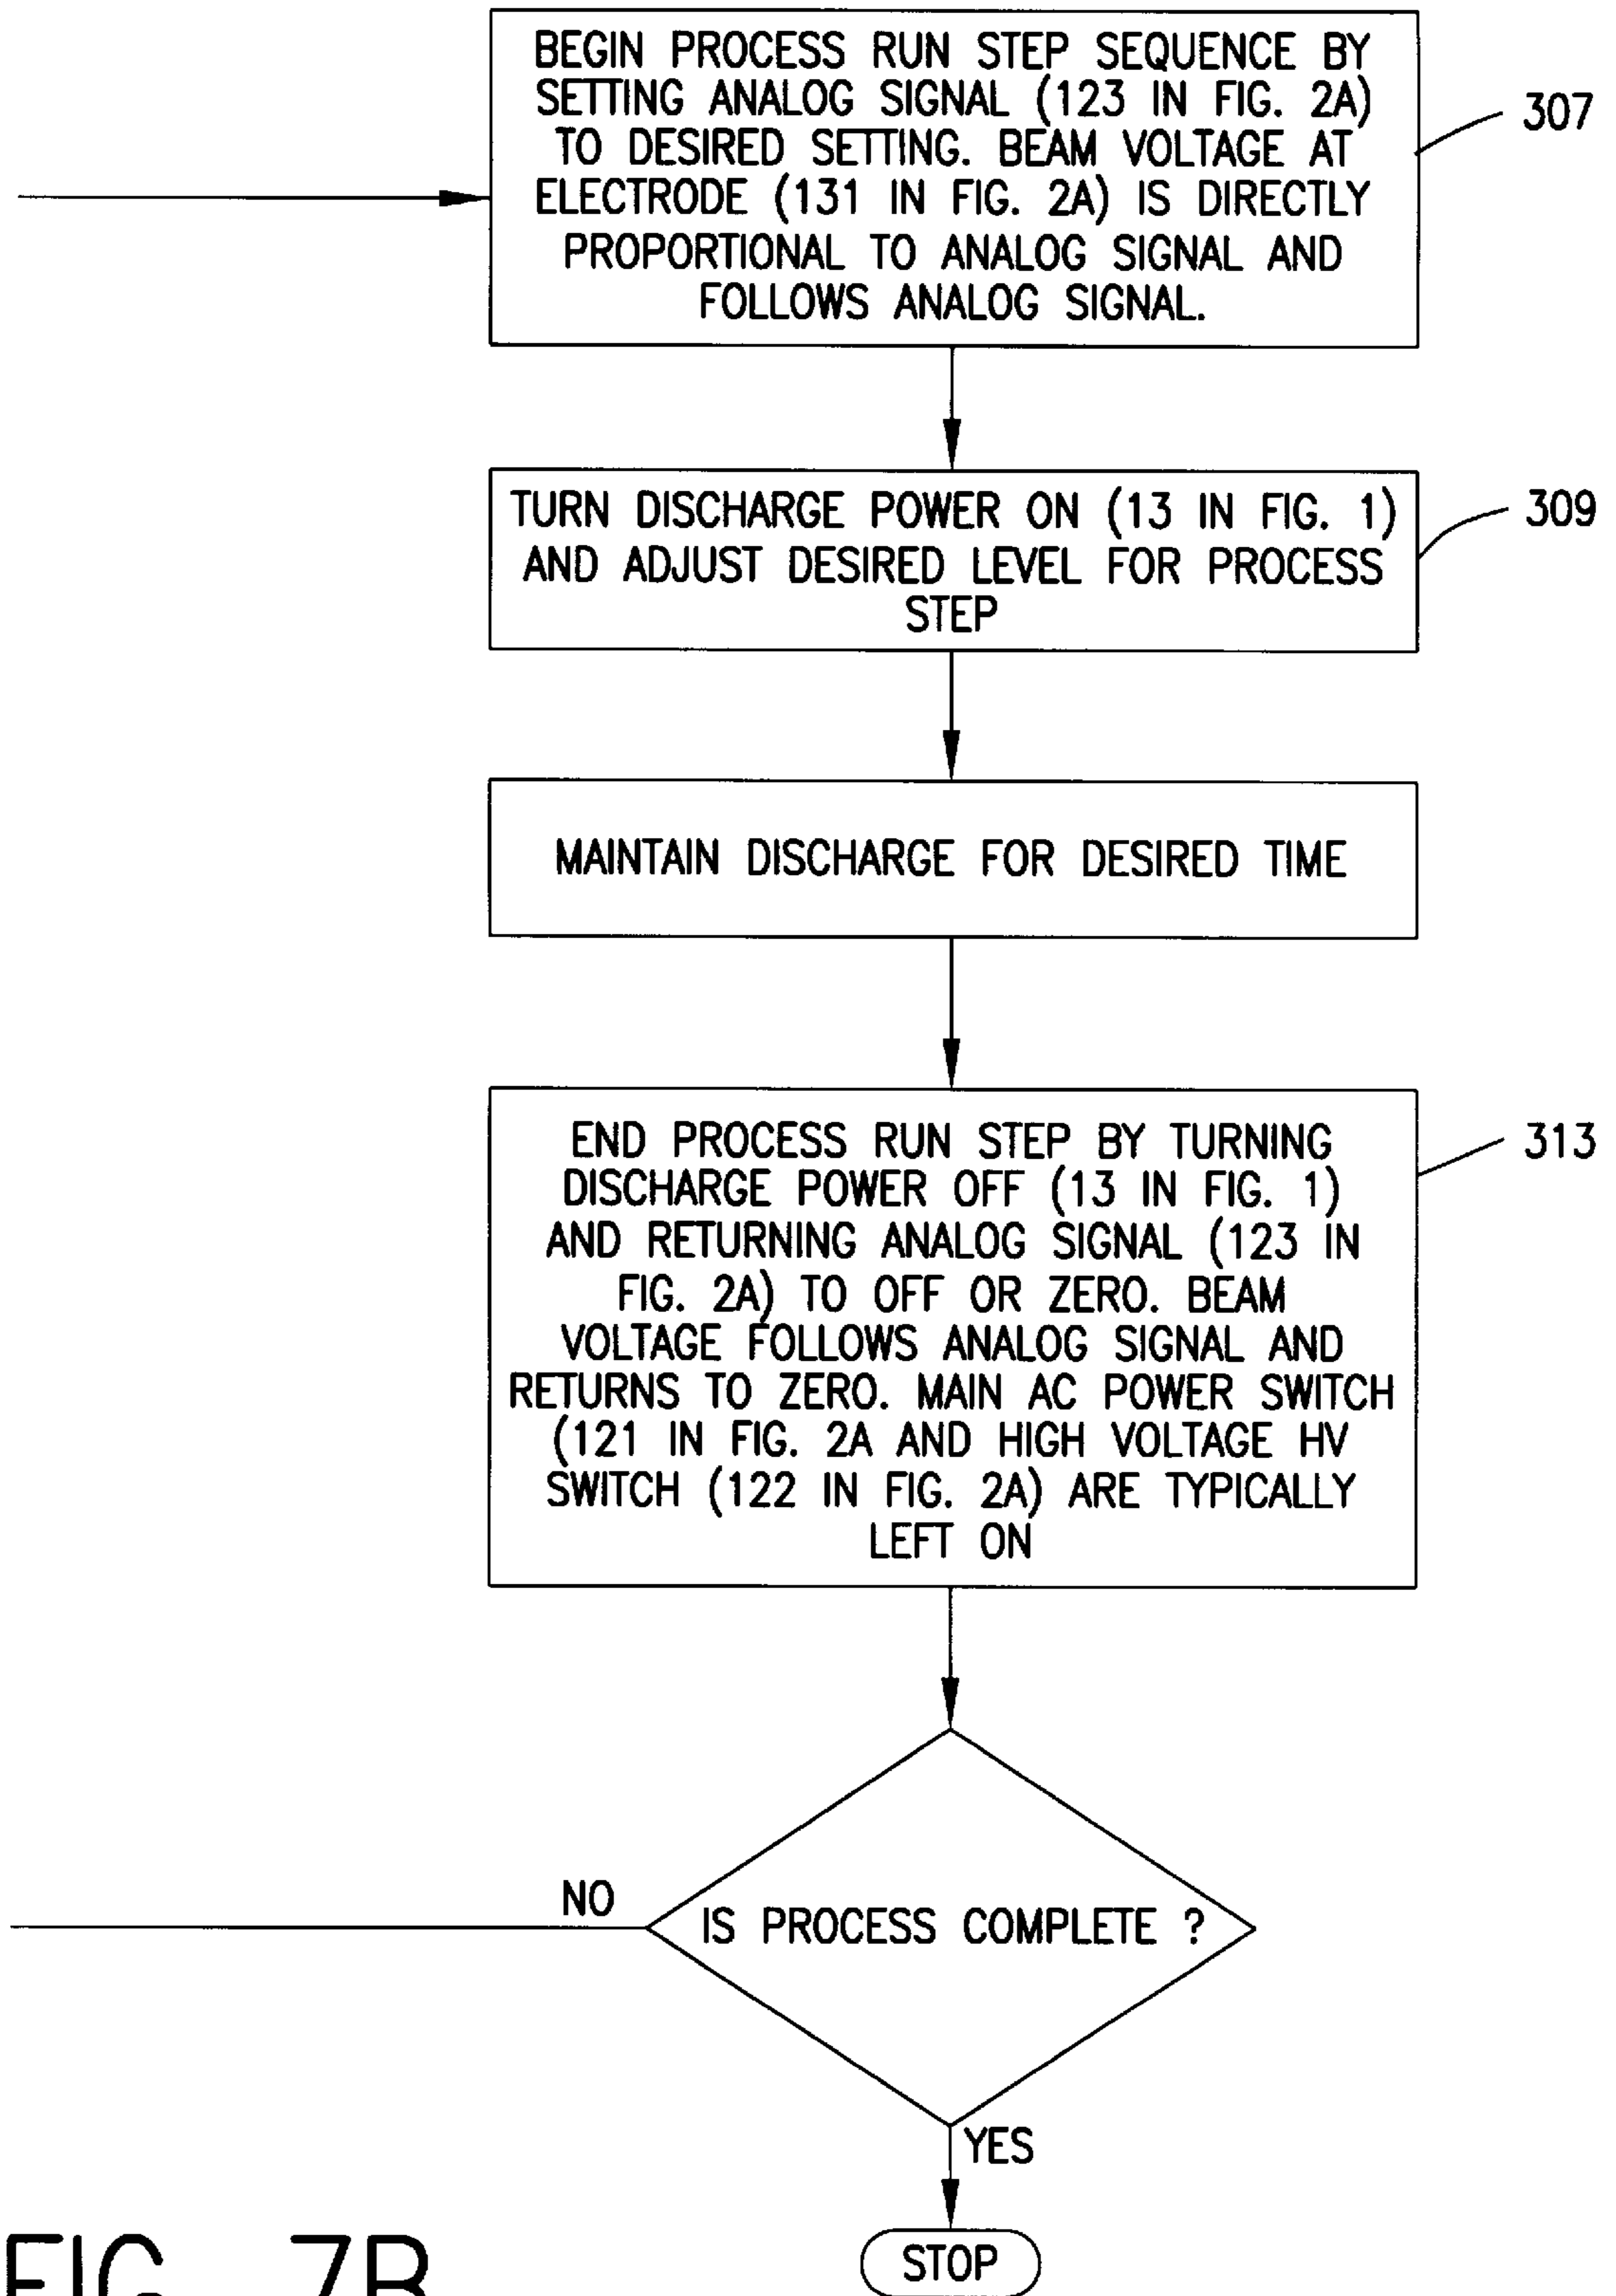 BEGIN PROCESS RUN STEP SEQUENCE BY
SETTING ANALOG SIGNAL (123 IN FIG. 2A)
TO DESIRED SETTING. BEAM VOLTAGE AT
ELECTRODE (131 IN FIG. 2A) IS DIRECTLY
PROPORTIONAL TO ANALOG SIGNAL AND
FOLLOWS ANALOG SIGNAL.
307
TURN DISCHARGE POWER ON (13 IN FIG. 1)
AND ADJUST DESIRED LEVEL FOR PROCESS
STEP
309
MAINTAIN DISCHARGE FOR DESIRED TIME
END PROCESS RUN STEP BY TURNING
DISCHARGE POWER OFF (13 IN FIG. 1)
AND RETURNING ANALOG SIGNAL (123 IN
FIG. 2A) TO OFF OR ZERO. BEAM
VOLTAGE FOLLOWS ANALOG SIGNAL AND
RETURNS TO ZERO. MAIN AC POWER SWITCH
(121 IN FIG. 2A AND HIGH VOLTAGE HV
SWITCH (122 IN FIG. 2A) ARE TYPICALLY
LEFT ON
313
NO
IS PROCESS COMPLETE ?
YES
STOP
FIG. 7B